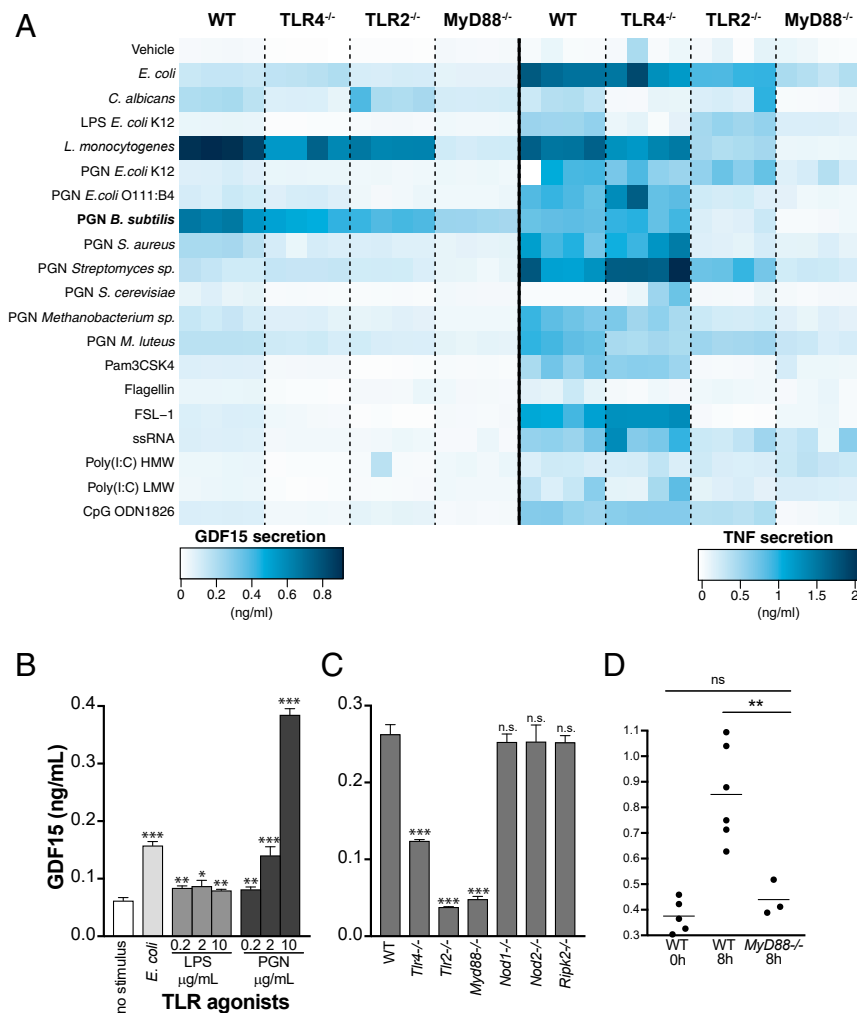 A
WT TLR4-/- TLR2-/- MyD88-/- WT TLR4-/- TLR2-/- MyD88-/-
Vehicle
E. coli
C. albicans
LPS E. coli K12
L. monocytogenes
PGN E.coli K12
PGN E.coli O111:B4
PGN B. subtilis
PGN S. aureus
PGN Streptomyces sp.
PGN S. cerevisiae
PGN Methanobacterium sp.
PGN M. luteus
Pam3CSK4
Flagellin
FSL−1
ssRNA
Poly(I:C) HMW
Poly(I:C) LMW
CpG ODN1826
GDF15 secretion
0 0.2 0.4 0.6 0.8
(ng/ml)
TNF secretion
0 0.5 1 1.5 2
(ng/ml)
B
GDF15 (ng/mL)
0.4
0.3
0.2
0.1
0.0
***
**
*
**
**
***
***
no stimulus
E. coli
0.2 2 10
LPS
µg/mL
0.2 2 10
PGN
µg/mL
TLR agonists
C
0.3
0.2
0.1
0.0
***
***
***
n.s.
n.s.
n.s.
WT
Tlr4-/-
Tlr2-/-
Myd88-/-
Nod1-/-
Nod2-/-
Ripk2-/-
D
ns
**
1.1
1.0
0.9
0.8
0.7
0.6
0.5
0.4
0.3
WT
0h
WT
8h
MyD88-/-
8h